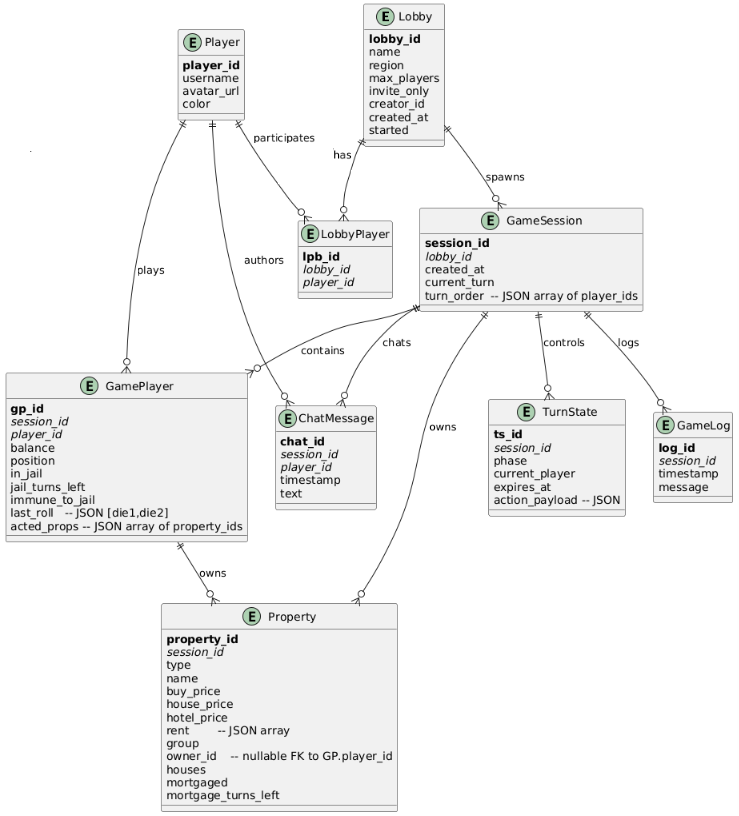 E Lobby
lobby_id
name
region
max_players
invite_only
creator_id
created_at
started
E Player
player_id
username
avatar_url
color
participates
has
spawns
E LobbyPlayer
lpb_id
lobby_id
player_id
E GameSession
session_id
lobby_id
created_at
current_turn
turn_order -- JSON array of player_ids
plays
authors
contains
chats
owns
controls
logs
E GamePlayer
gp_id
session_id
player_id
balance
position
in_jail
jail_turns_left
immune_to_jail
last_roll -- JSON [die1,die2]
acted_props -- JSON array of property_ids
E ChatMessage
chat_id
session_id
player_id
timestamp
text
E TurnState
ts_id
session_id
phase
current_player
expires_at
action_payload -- JSON
E GameLog
log_id
session_id
timestamp
message
owns
E Property
property_id
session_id
type
name
buy_price
house_price
hotel_price
rent -- JSON array
group
owner_id -- nullable FK to GP.player_id
houses
mortgaged
mortgage_turns_left